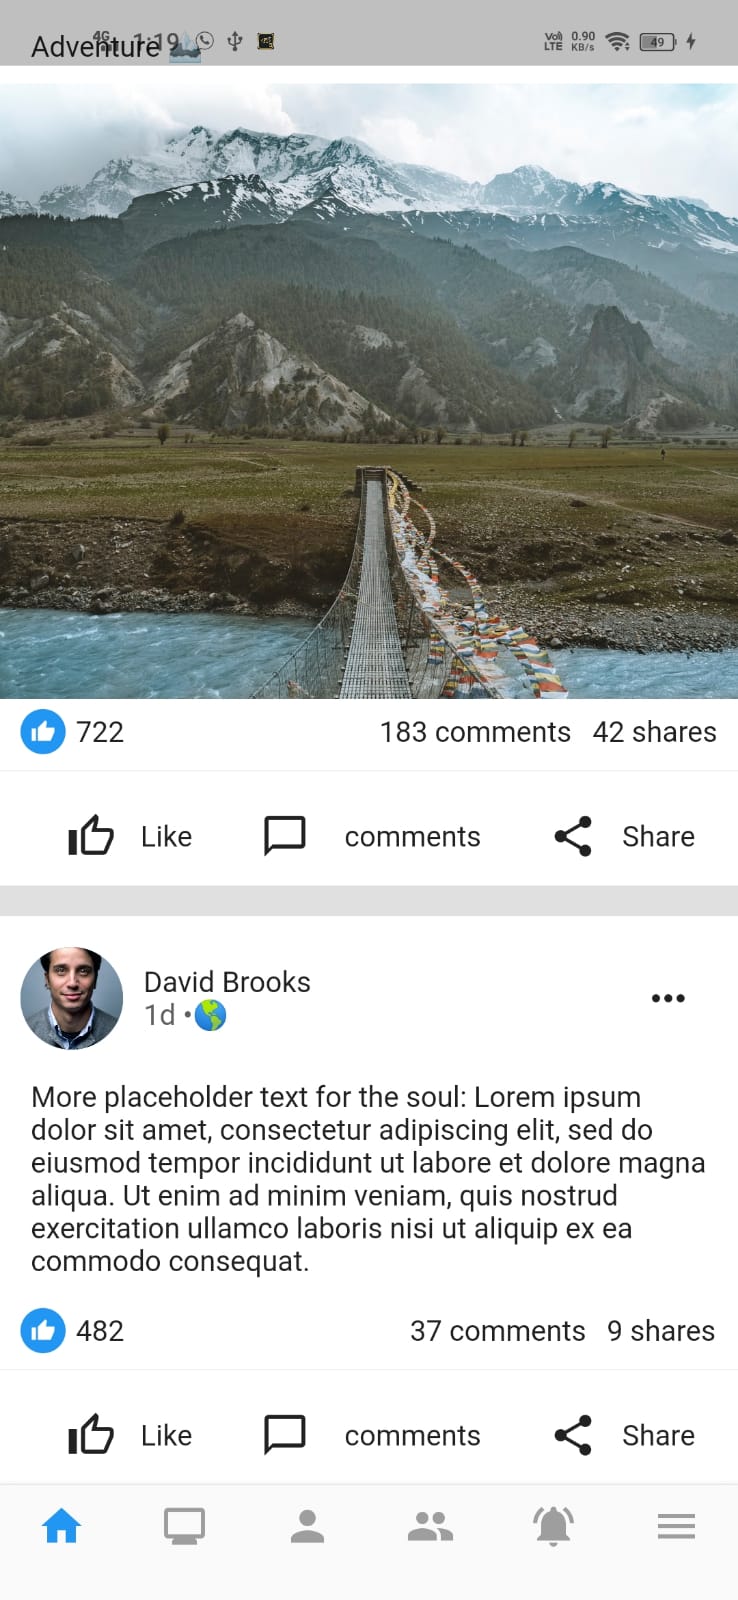 Adventure 🏔️ 4G 1:19 Vo) LTE 0.90 KB/s 49
722 183 comments 42 shares
Like comments Share
David Brooks
1d •🌎
More placeholder text for the soul: Lorem ipsum
dolor sit amet, consectetur adipiscing elit, sed do
eiusmod tempor incididunt ut labore et dolore magna
aliqua. Ut enim ad minim veniam, quis nostrud
exercitation ullamco laboris nisi ut aliquip ex ea
commodo consequat.
482 37 comments 9 shares
Like comments Share